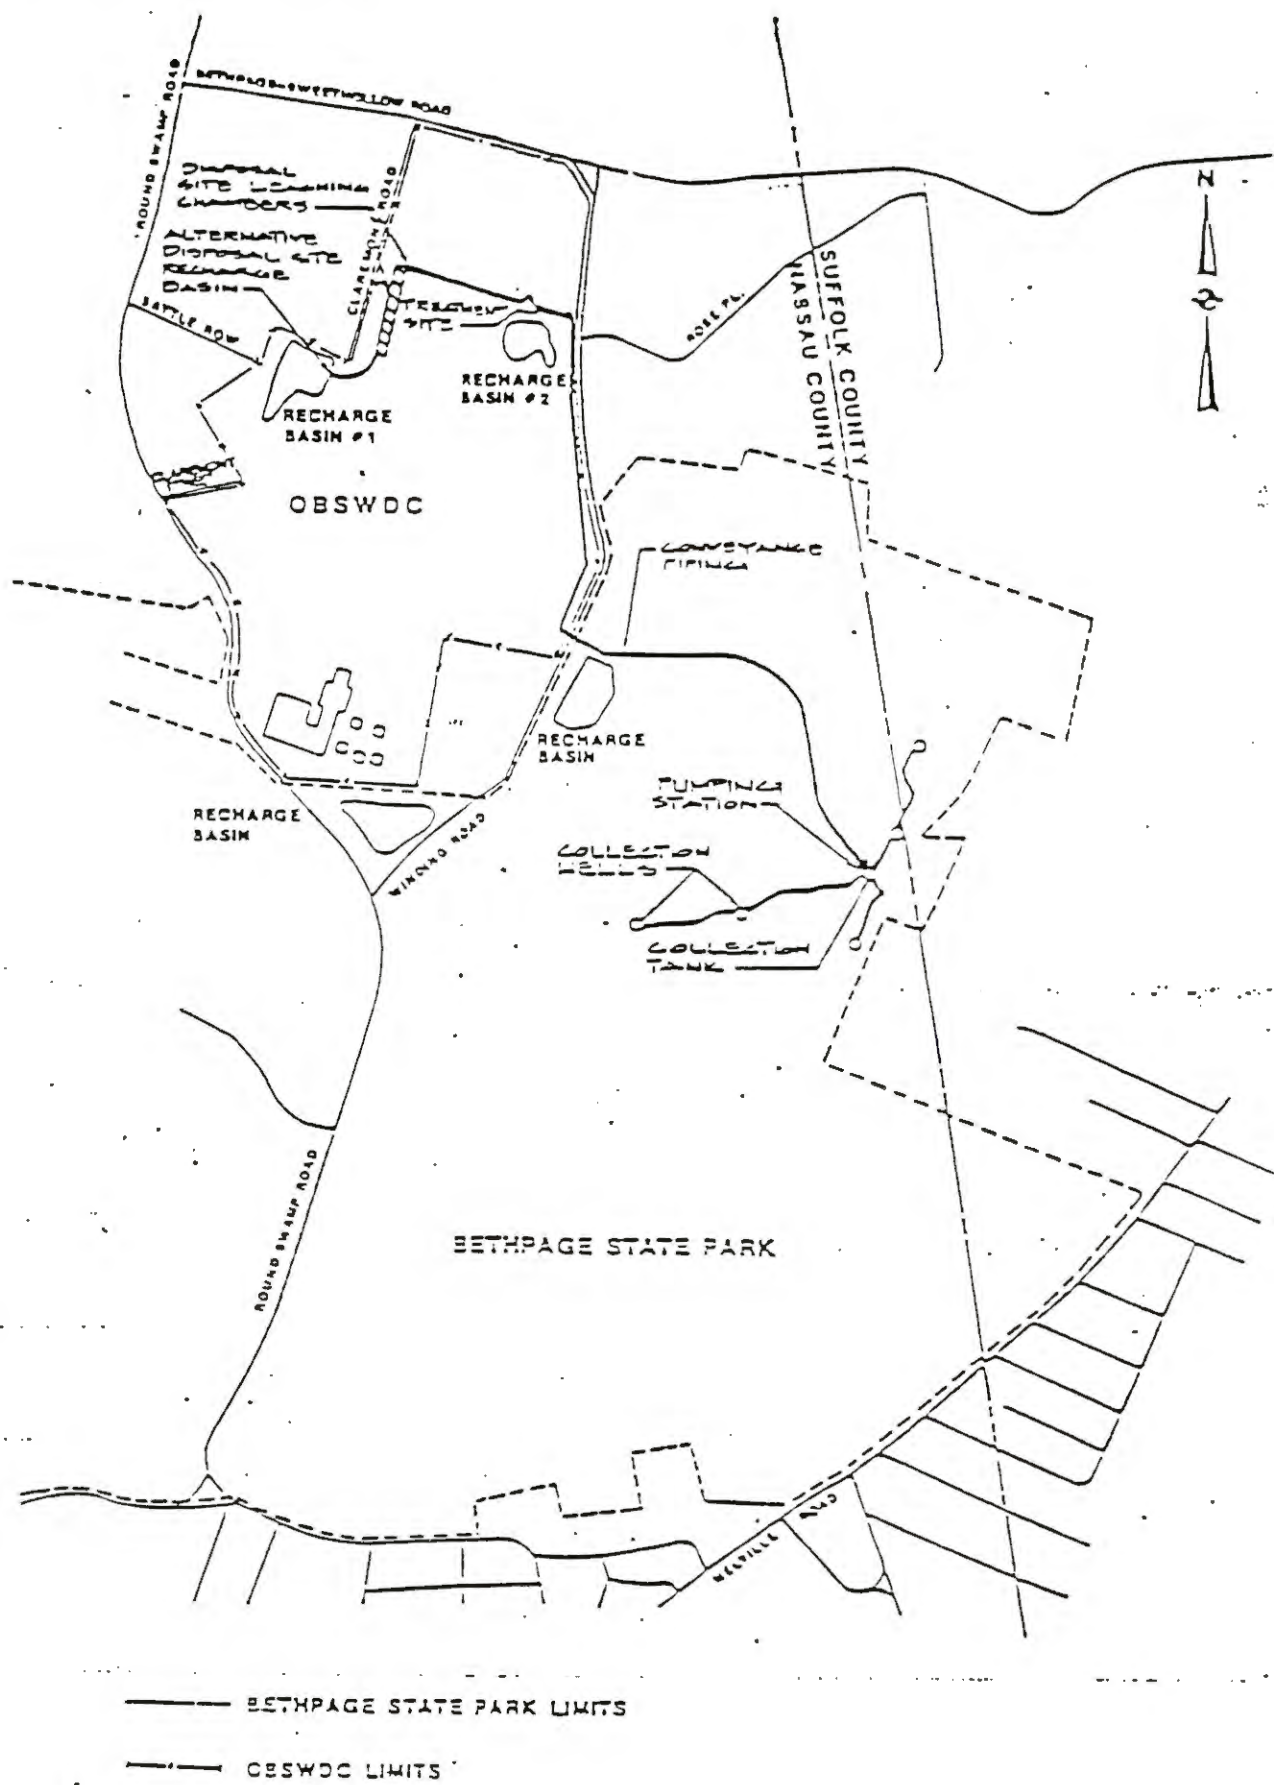 ROUND SWAMP ROAD
BETHPAGE-SWEETHOLLOW ROAD
DISPOSAL
SITE LEACHING
CHAMBERS
CLAREMONT ROAD
ALTERNATIVE
DISPOSAL SITE
RECHARGE
BASIN
BATTLE ROW
SITE
RECHARGE
BASIN #1
RECHARGE
BASIN #2
ROSE PL.
SUFFOLK COUNTY
NASSAU COUNTY
N
OBSWDC
CONVEYANCE
PIPING
RECHARGE
BASIN
RECHARGE
BASIN
WINDING ROAD
PUMPING
STATION
COLLECTION
WELLS
COLLECTION
TANK
ROUND SWAMP ROAD
BETHPAGE STATE PARK
MELVILLE ROAD
BETHPAGE STATE PARK LIMITS
OBSWDC LIMITS